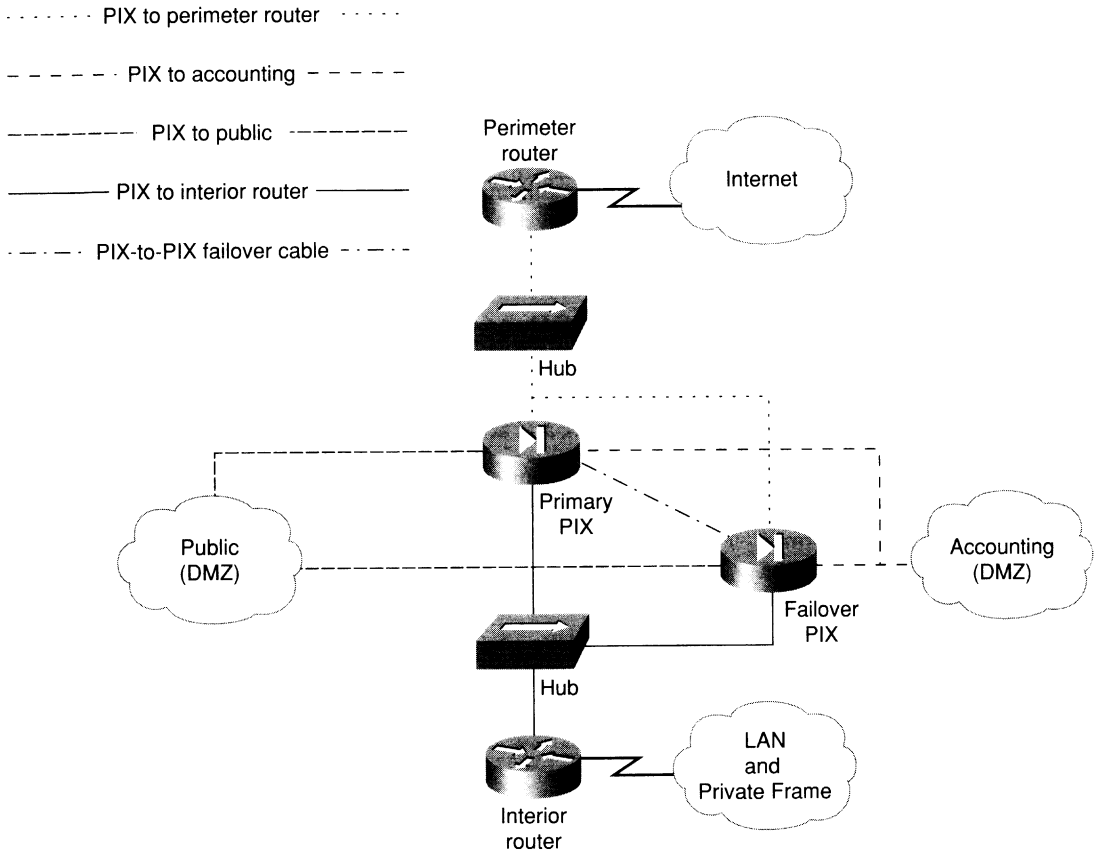 PIX to perimeter router
PIX to accounting
PIX to public
PIX to interior router
PIX-to-PIX failover cable
Perimeter
router
Internet
Hub
Primary
PIX
Public
(DMZ)
Accounting
(DMZ)
Failover
PIX
Hub
LAN
and
Private Frame
Interior
router